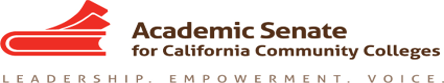 Academic Senate
for California Community Colleges
LEADERSHIP. EMPOWERMENT. VOICE.